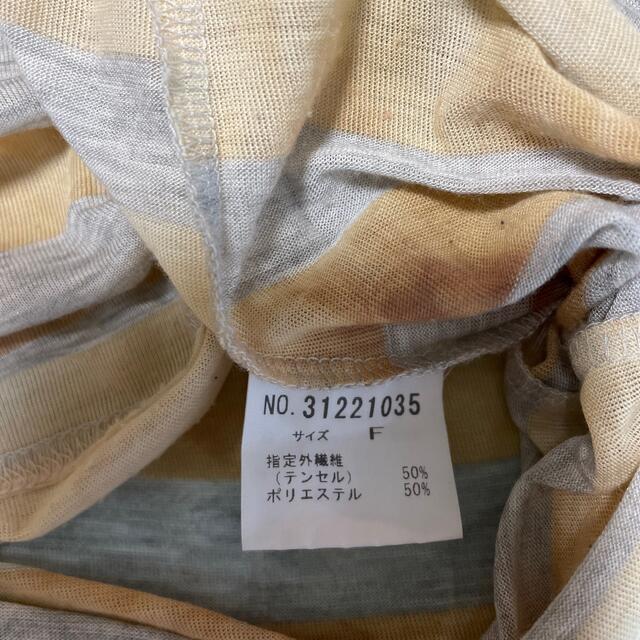 NO. 31221035
サイズ F
指定外繊維
(テンセル) 50%
ポリエステル 50%